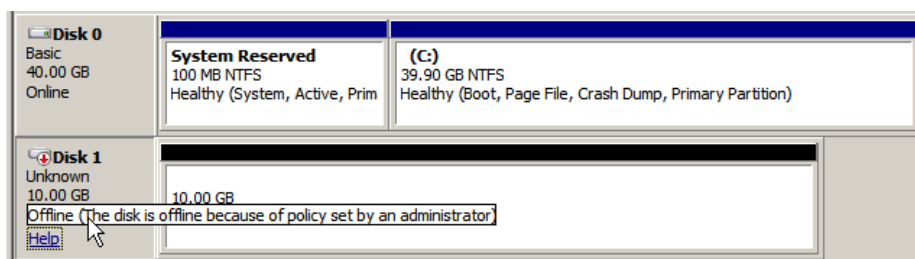 Disk 0
Basic
40.00 GB
Online
System Reserved
100 MB NTFS
Healthy (System, Active, Prim
(C:)
39.90 GB NTFS
Healthy (Boot, Page File, Crash Dump, Primary Partition)
Disk 1
Unknown
10.00 GB
10.00 GB
Offline (The disk is offline because of policy set by an administrator)
Help